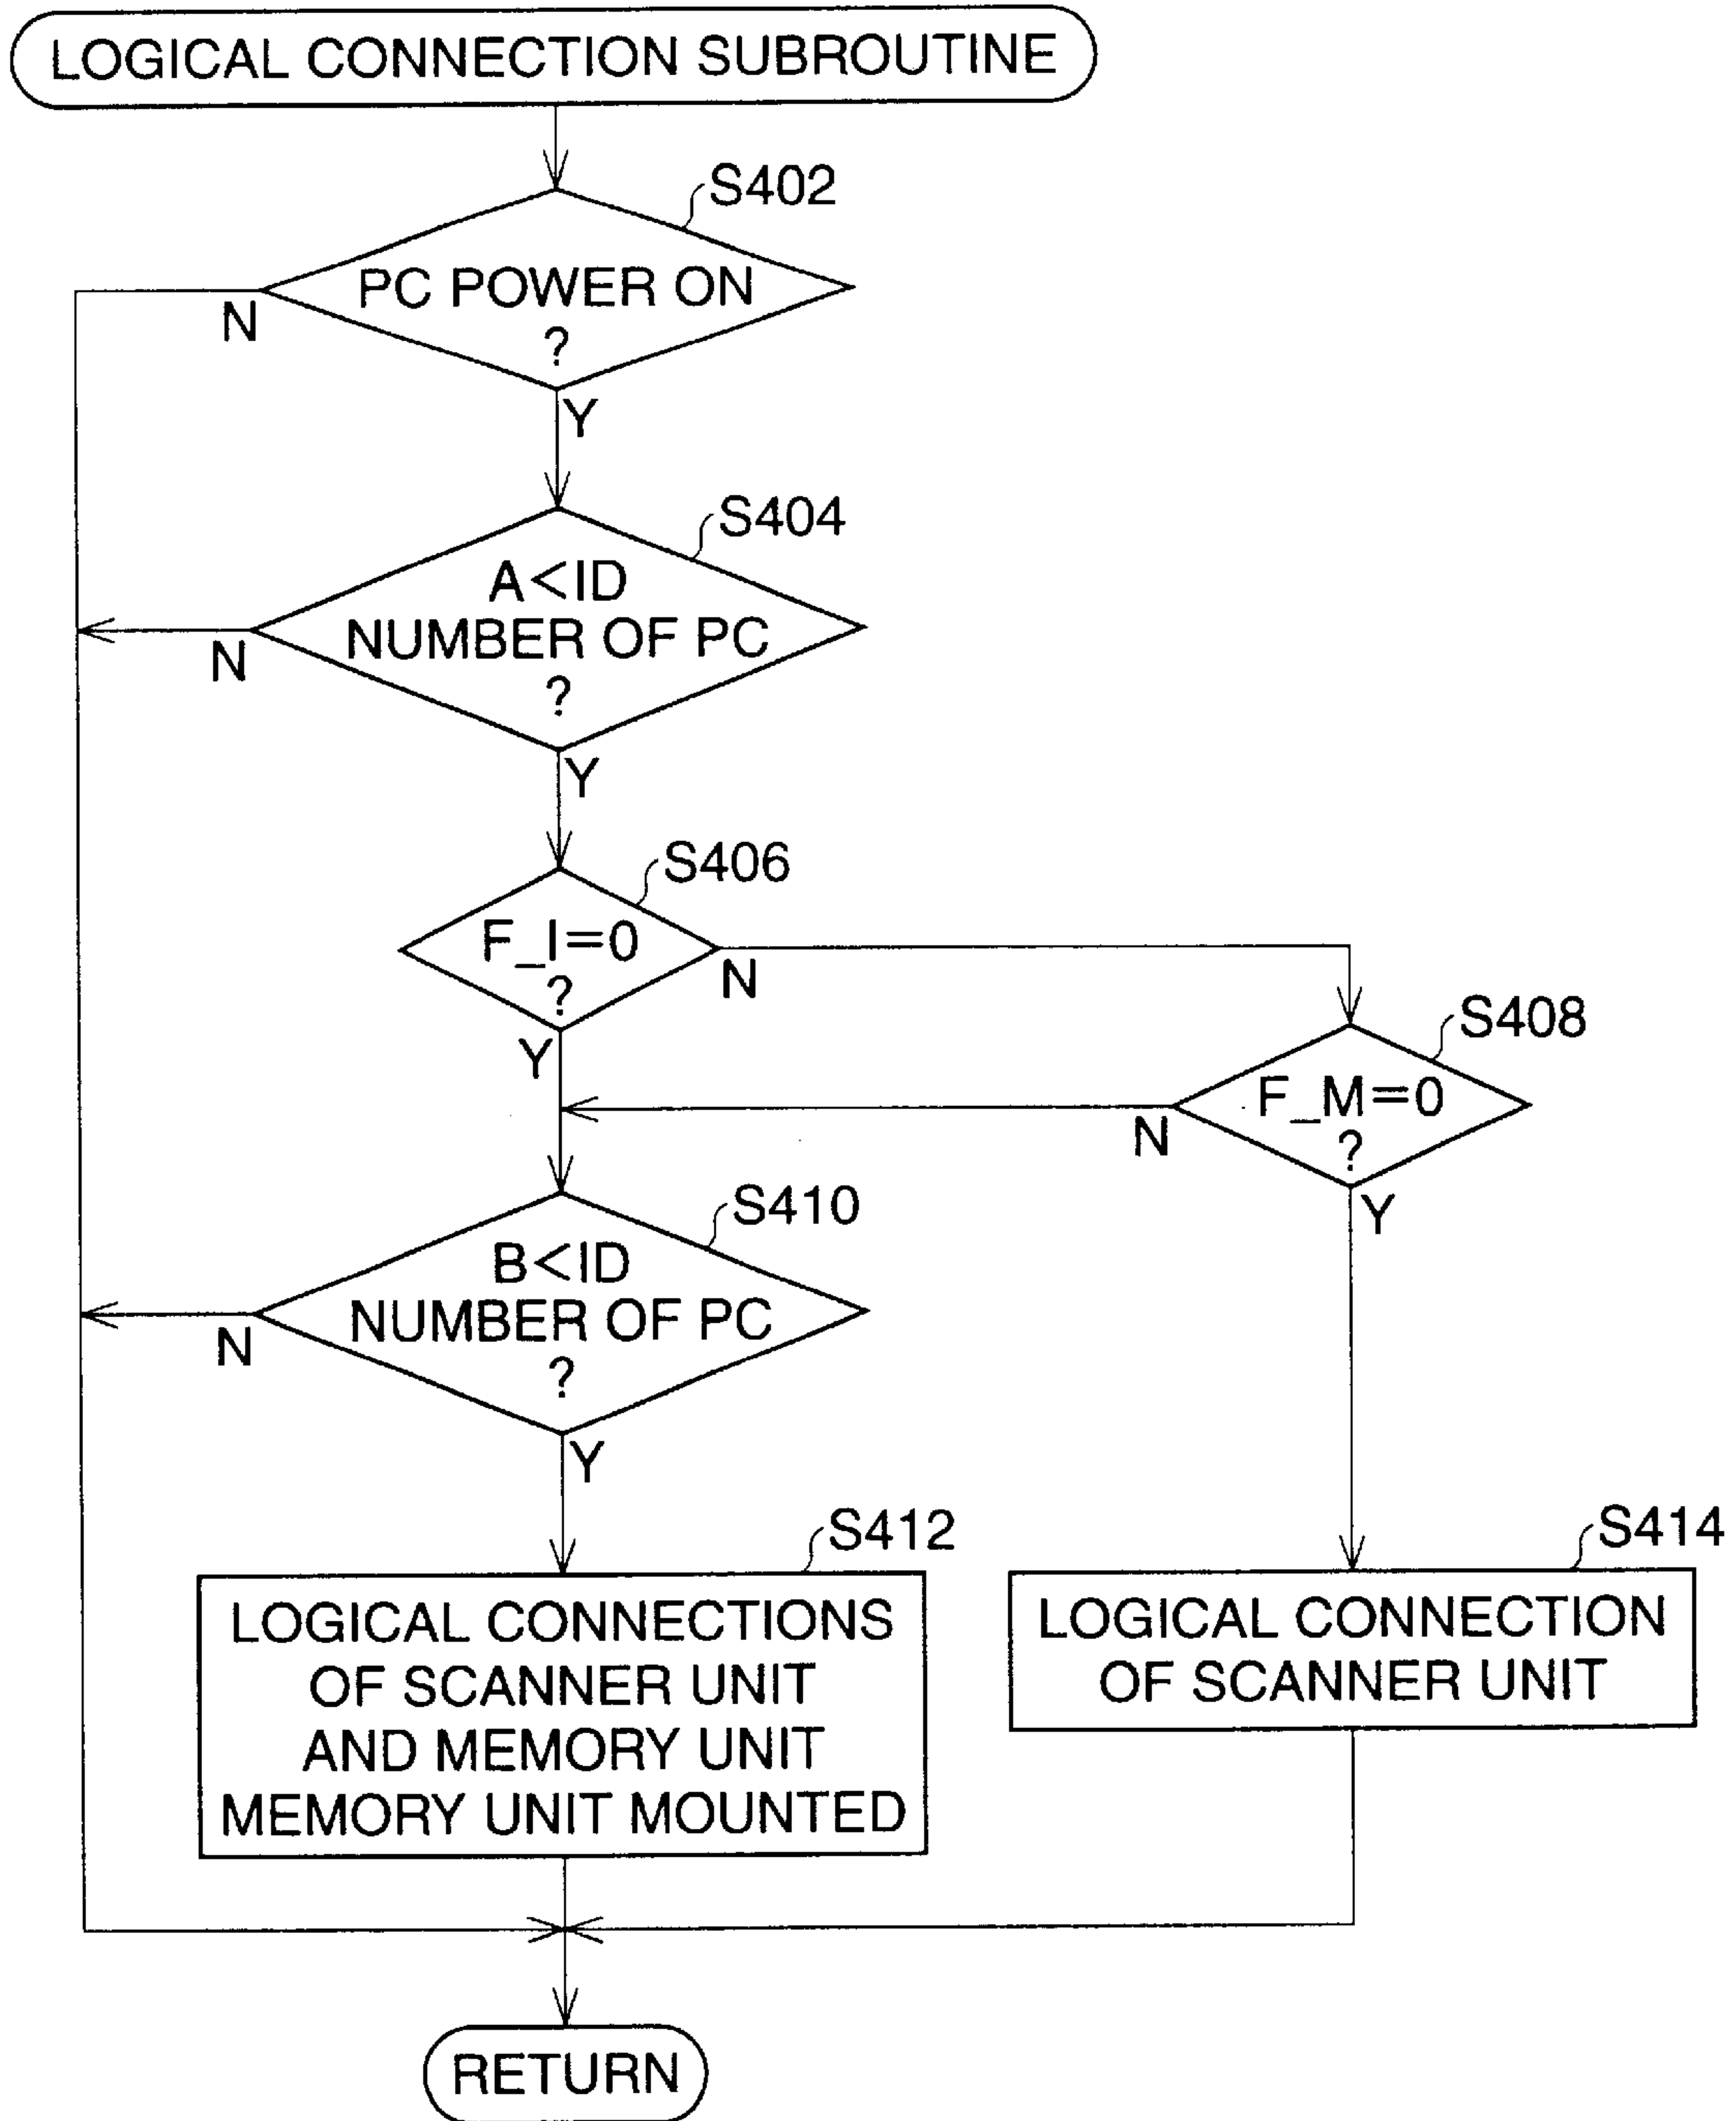 LOGICAL CONNECTION SUBROUTINE
S402
PC POWER ON
?
N
Y
S404
A<ID
NUMBER OF PC
?
N
Y
S406
F_I=0
?
N
Y
S408
F_M=0
?
N
Y
S410
B<ID
NUMBER OF PC
?
N
Y
S412
LOGICAL CONNECTIONS
OF SCANNER UNIT
AND MEMORY UNIT
MEMORY UNIT MOUNTED
S414
LOGICAL CONNECTION
OF SCANNER UNIT
RETURN